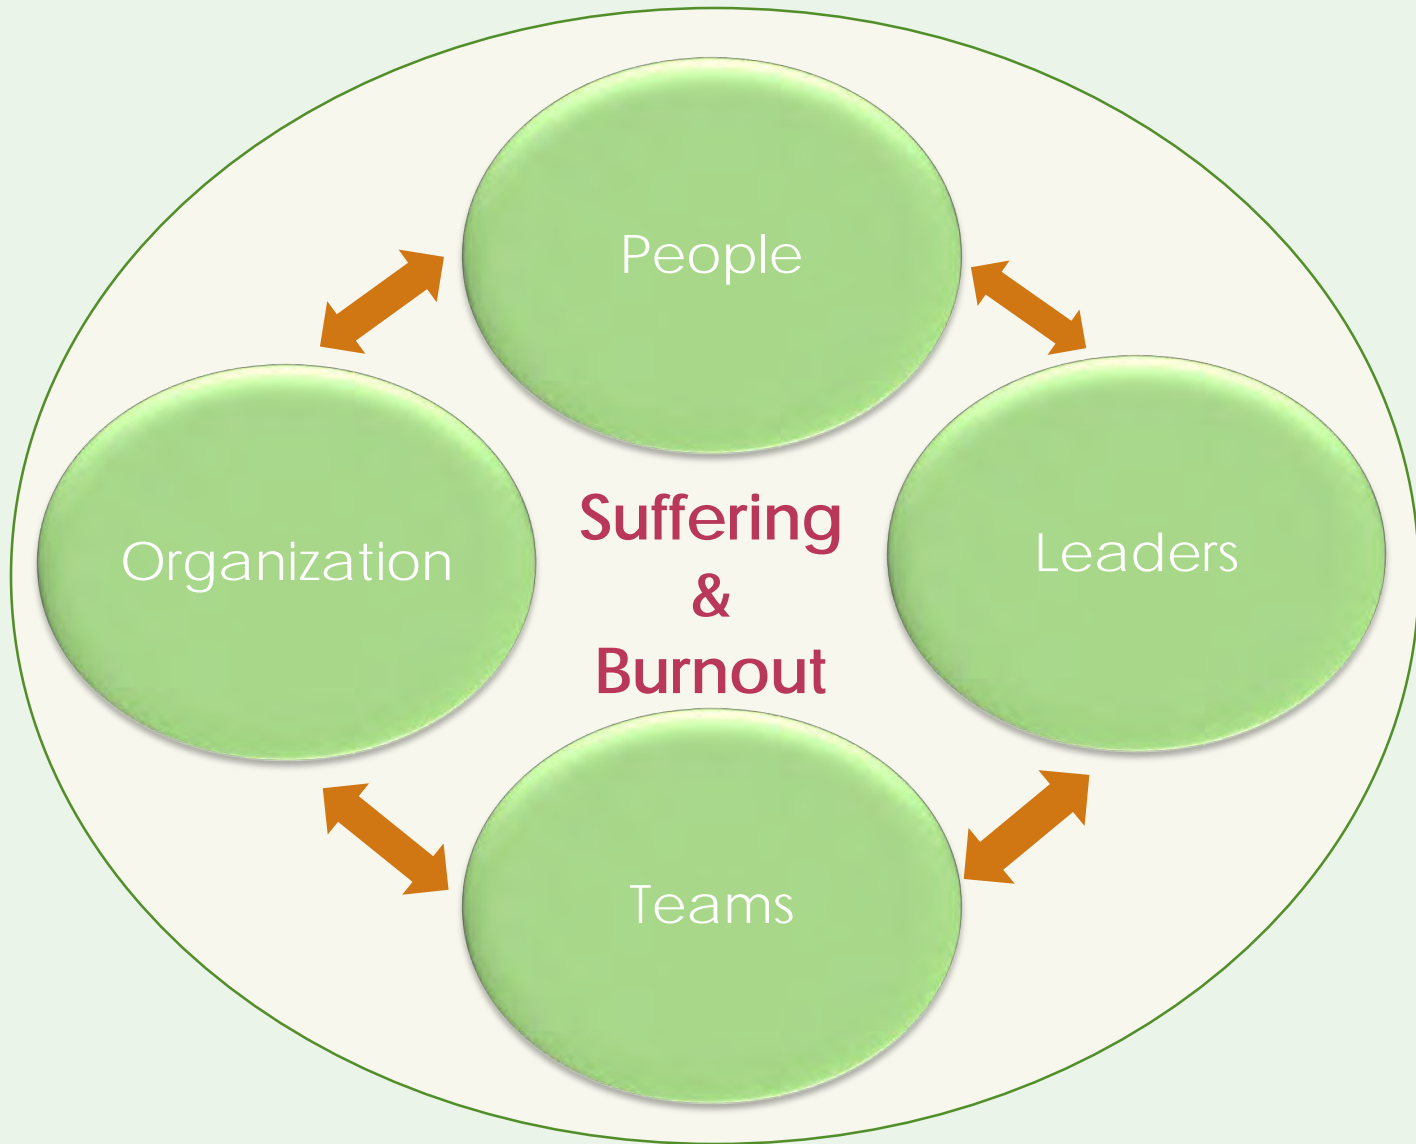 People
Organization
Suffering
&
Burnout
Leaders
Teams